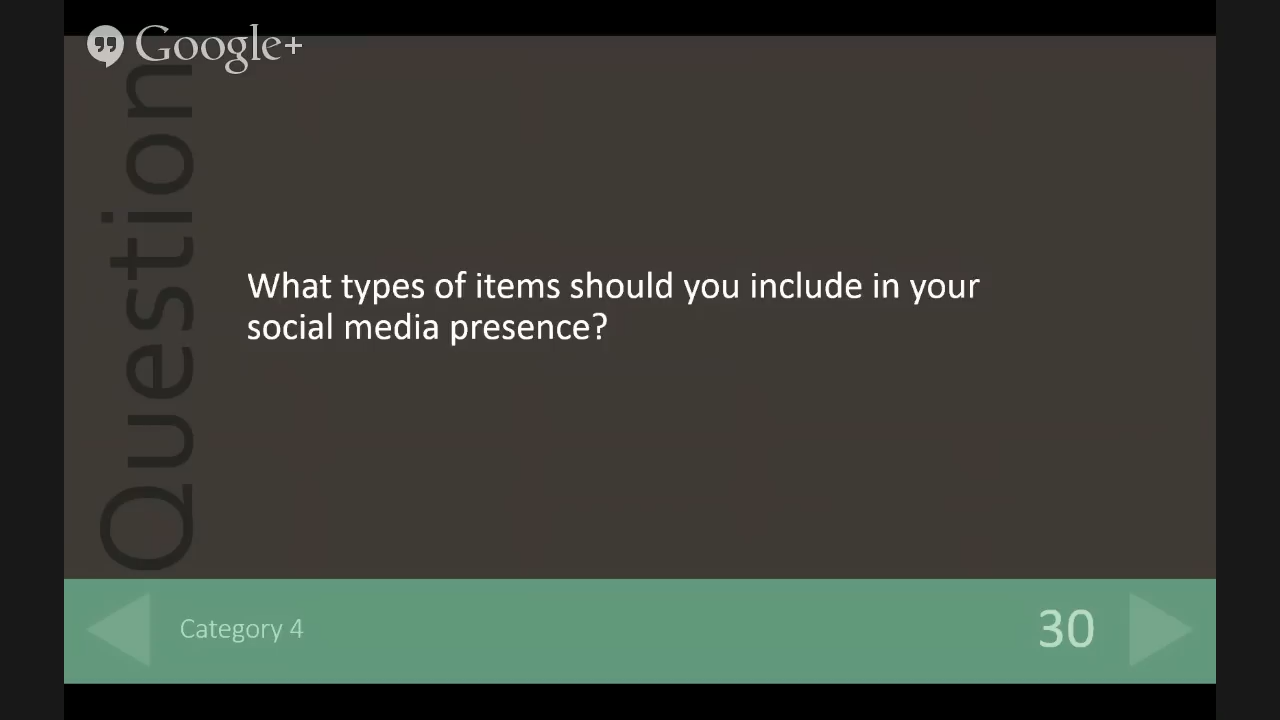 Google+
Question
What types of items should you include in your
social media presence?
Category 4
30